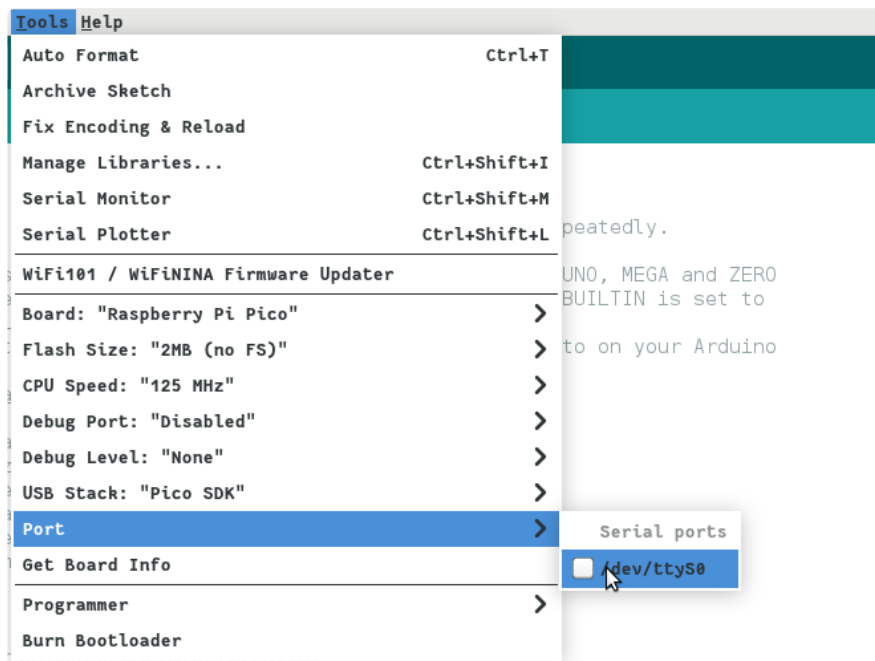 Tools Help
Auto Format Ctrl+T
Archive Sketch
Fix Encoding & Reload
Manage Libraries... Ctrl+Shift+I
Serial Monitor Ctrl+Shift+M
Serial Plotter Ctrl+Shift+L
peatedly.
WiFi101 / WiFiNINA Firmware Updater
UNO, MEGA and ZERO
BUILTIN is set to
Board: "Raspberry Pi Pico"
Flash Size: "2MB (no FS)"
to on your Arduino
CPU Speed: "125 MHz"
Debug Port: "Disabled"
Debug Level: "None"
USB Stack: "Pico SDK"
Port
Serial ports
/dev/ttyS0
Get Board Info
Programmer
Burn Bootloader